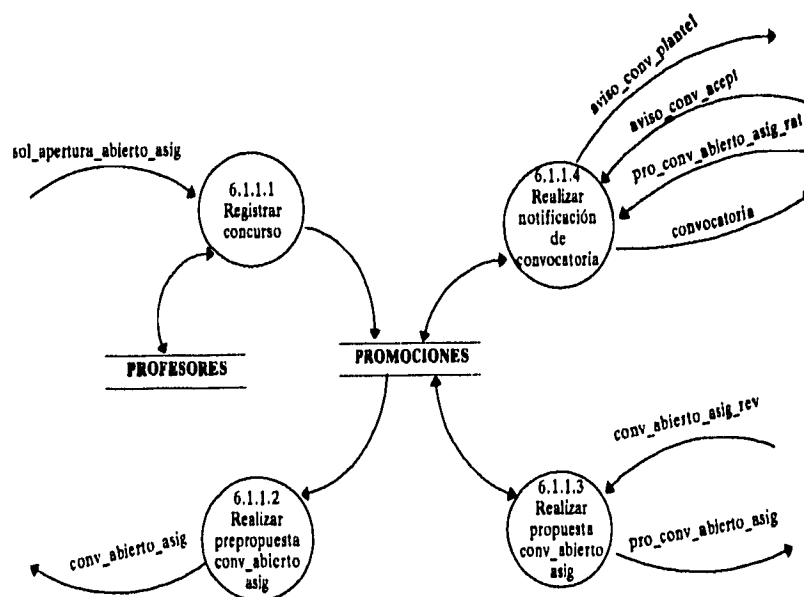 aviso_conv_plantel
aviso_conv_acept
pro_conv_abierto_asig_rat
convocatoria
sol_apertura_abierto_asig
6.1.1.1
Registrar
concurso
6.1.1.4
Realizar
notificación
de
convocatoria
PROFESORES
PROMOCIONES
conv_abierto_asig_rev
6.1.1.2
Realizar
prepropuesta
conv_abierto
asig
conv_abierto_asig
6.1.1.3
Realizar
propuesta
conv_abierto
asig
pro_conv_abierto_asig